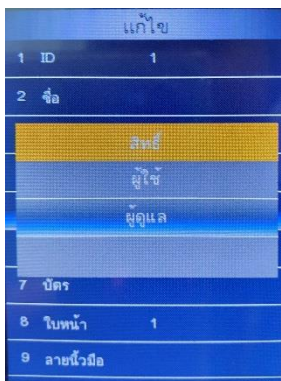 แก้ไข
1 ID 1
2 ชื่อ
สิทธิ์
ผู้ใช้
ผู้ดูแล
7 บัตร
8 ใบหน้า 1
9 ลายนิ้วมือ